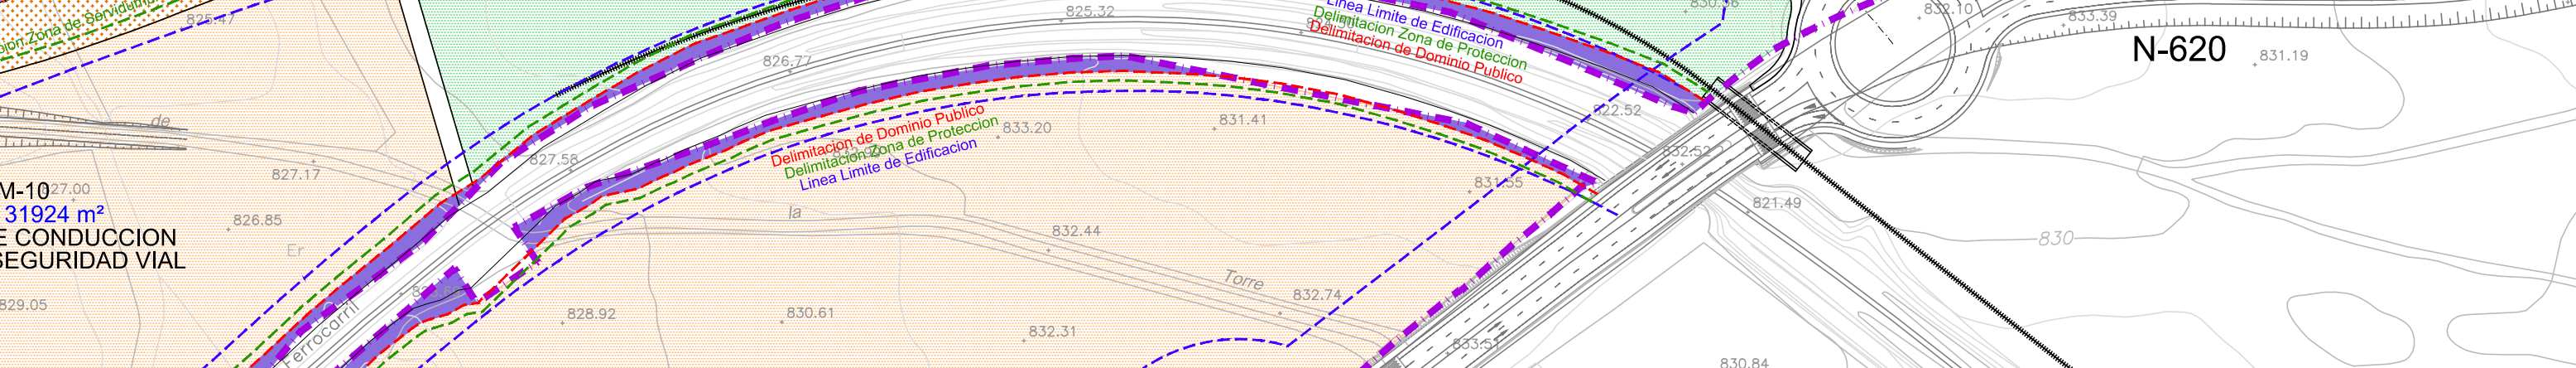 825.47
cion Zona de Servidum
825.32
830.36
832.10
833.39
N-620
831.19
Linea Limite de Edificacion
Delimitacion Zona de Proteccion
Delimitacion de Dominio Publico
826.77
822.52
831.41
833.20
Delimitacion de Dominio Publico
Delimitacion Zona de Proteccion
Linea Limite de Edificacion
de
827.58
832.52
827.17
M-10
827.00
31924 m²
E CONDUCCION
SEGURIDAD VIAL
826.85
Er
831.55
821.49
la
832.44
830
Torre
832.74
829.05
Ferrocarril
828.92
830.61
832.31
833.51
830.84